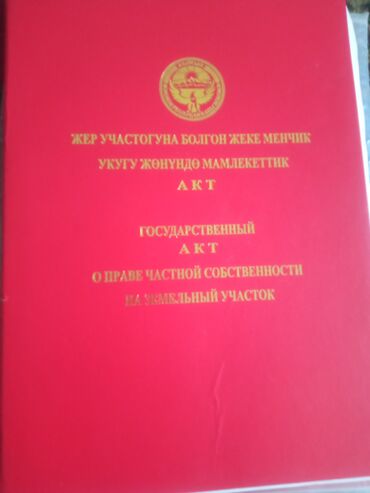 ЖЕР УЧАСТОГУНА БОЛГОН ЖЕКЕ МЕНЧИК
УКУГУ ЖӨНҮНДӨ МАМЛЕКЕТТИК
АКТ
ГОСУДАРСТВЕННЫЙ
АКТ
О ПРАВЕ ЧАСТНОЙ СОБСТВЕННОСТИ
НА ЗЕМЕЛЬНЫЙ УЧАСТОК